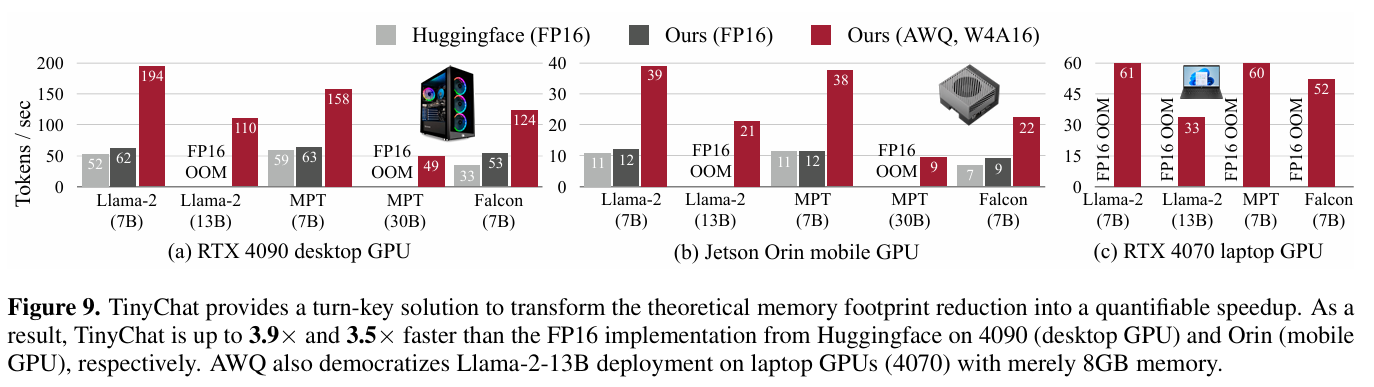 Huggingface (FP16) Ours (FP16) Ours (AWQ, W4A16)
Tokens / sec
200
150
100
50
0
52 62 194
FP16
OOM
110
59 63 158
FP16
OOM
49
33 53 124
Llama-2 Llama-2 MPT MPT Falcon
(7B) (13B) (7B) (30B) (7B)
(a) RTX 4090 desktop GPU
40
30
20
10
0
11 12 39
FP16
OOM
21
11 12 38
FP16
OOM
9
7 9 22
Llama-2 Llama-2 MPT MPT Falcon
(7B) (13B) (7B) (30B) (7B)
(b) Jetson Orin mobile GPU
60
45
30
15
0
FP16 OOM
61
FP16 OOM
33
FP16 OOM
60
FP16 OOM
52
Llama-2 Llama-2 MPT Falcon
(7B) (13B) (7B) (7B)
(c) RTX 4070 laptop GPU
Figure 9. TinyChat provides a turn-key solution to transform the theoretical memory footprint reduction into a quantifiable speedup. As a
result, TinyChat is up to 3.9× and 3.5× faster than the FP16 implementation from Huggingface on 4090 (desktop GPU) and Orin (mobile
GPU), respectively. AWQ also democratizes Llama-2-13B deployment on laptop GPUs (4070) with merely 8GB memory.